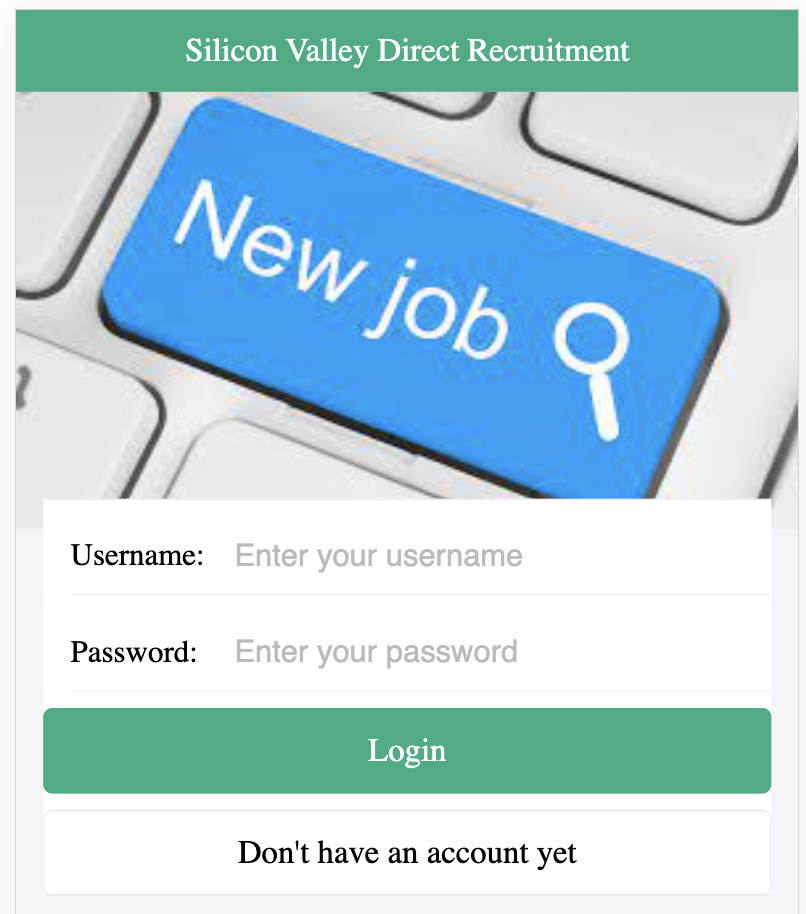 Silicon Valley Direct Recruitment
New job
Username: Enter your username
Password: Enter your password
Login
Don't have an account yet